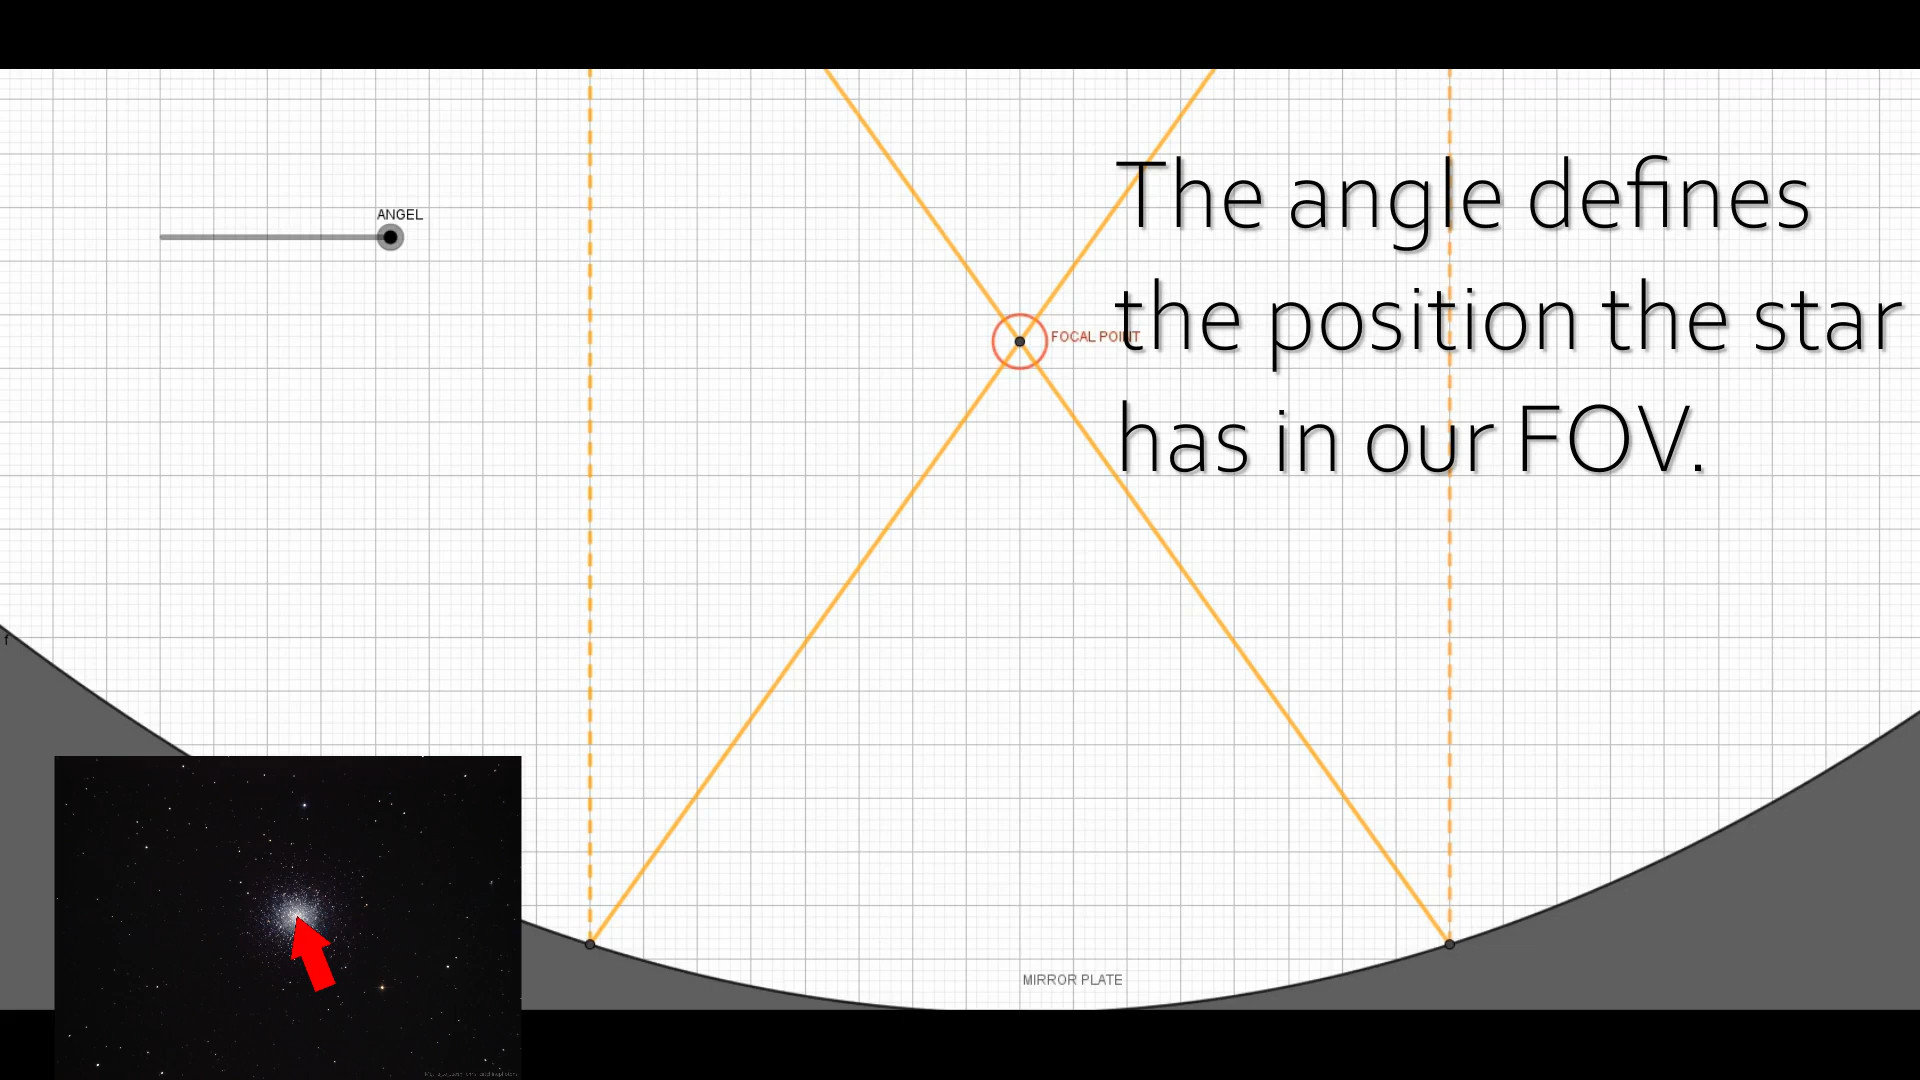 ANGEL
The angle defines
the position the star
has in our FOV.
FOCAL POINT
f
MIRROR PLATE